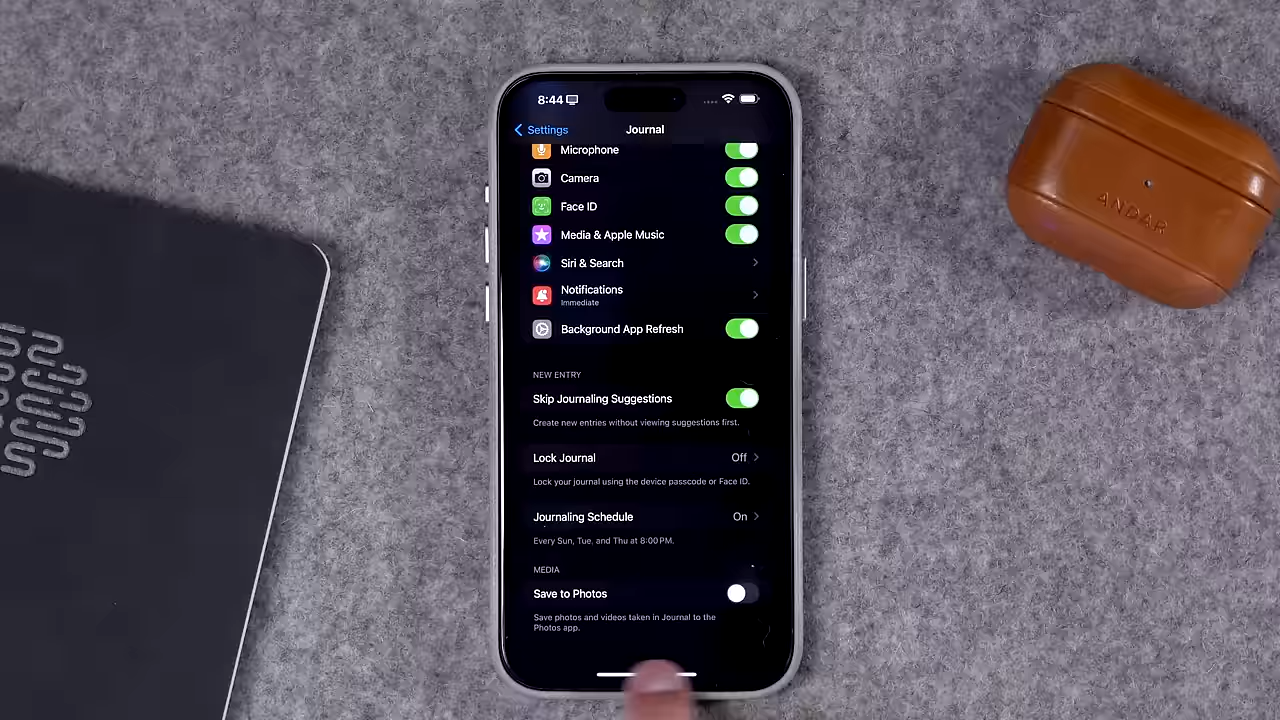 8:44
Settings
Journal
Microphone
Camera
Face ID
Media & Apple Music
Siri & Search
Notifications
Immediate
Background App Refresh
NEW ENTRY
Skip Journaling Suggestions
Create new entries without viewing suggestions first.
Lock Journal
Off
Lock your journal using the device passcode or Face ID.
Journaling Schedule
On
Every Sun, Tue, and Thu at 8:00 PM.
MEDIA
Save to Photos
Save photos and videos taken in Journal to the
Photos app.
ANDAR